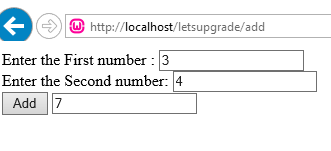 http://localhost/letsupgrade/add
Enter the First number : 3
Enter the Second number: 4
Add 7